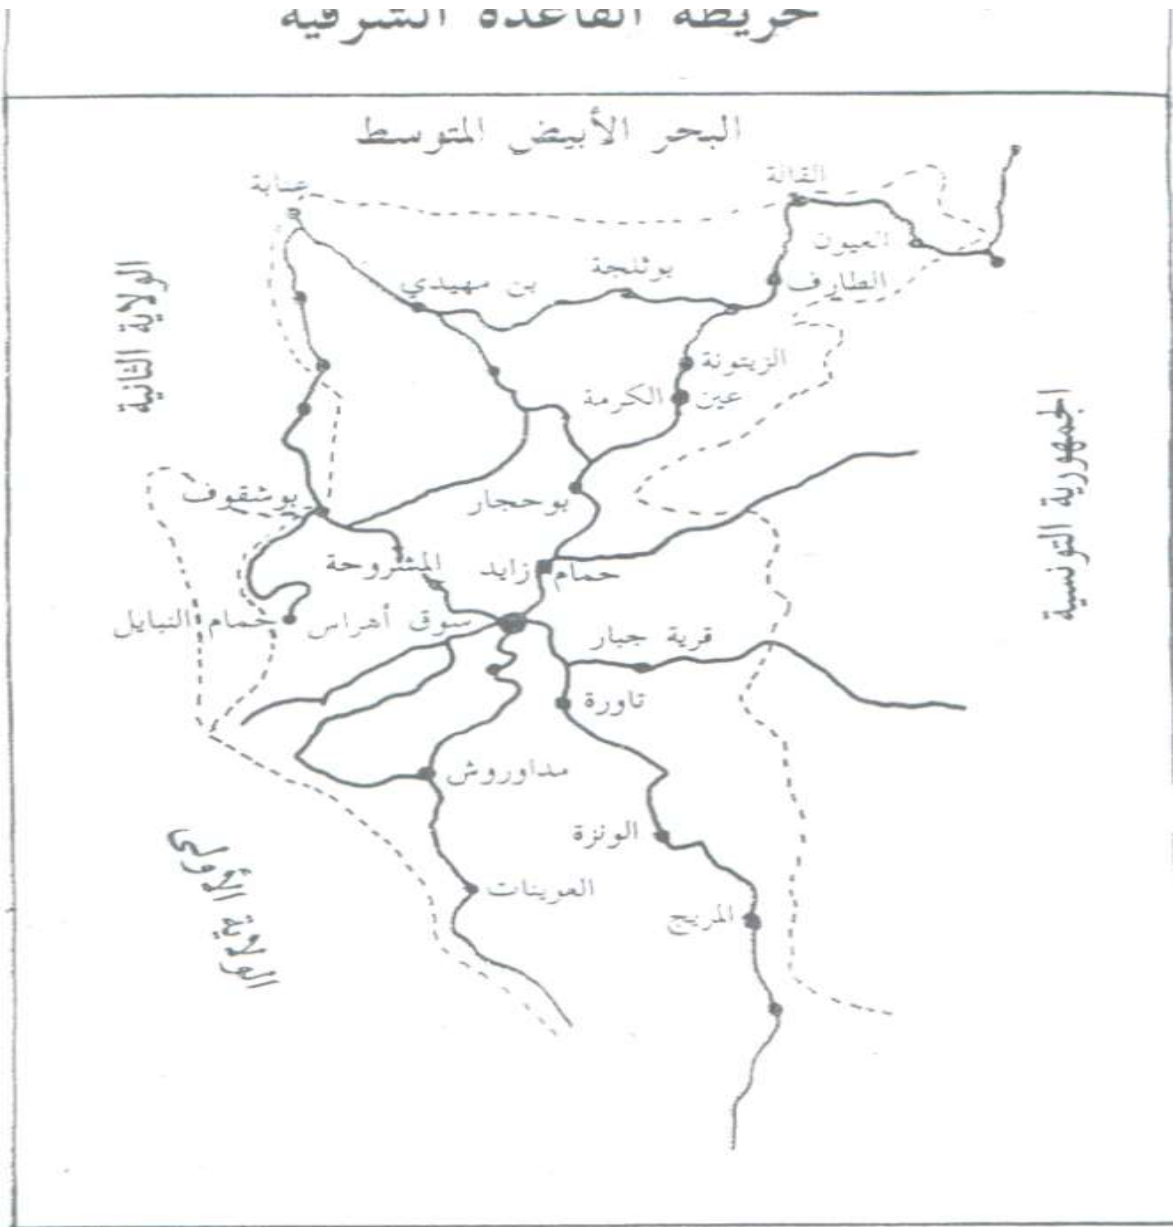 خريطة القاعدة الشرقية
البحر الأبيض المتوسط
القالة
عنابة
العيون
بوثلجة
الطارف
بن مهيدي
الولاية الثانية
الزيتونة
عين الكرمة
الجمهورية التونسية
بوشقوف
بوحجار
المشروحة
حمام زايد
حمام النبايل
سوق أهراس
قرية جبار
تاورة
مداوروش
الونزة
الولاية الأولى
العوينات
المريج